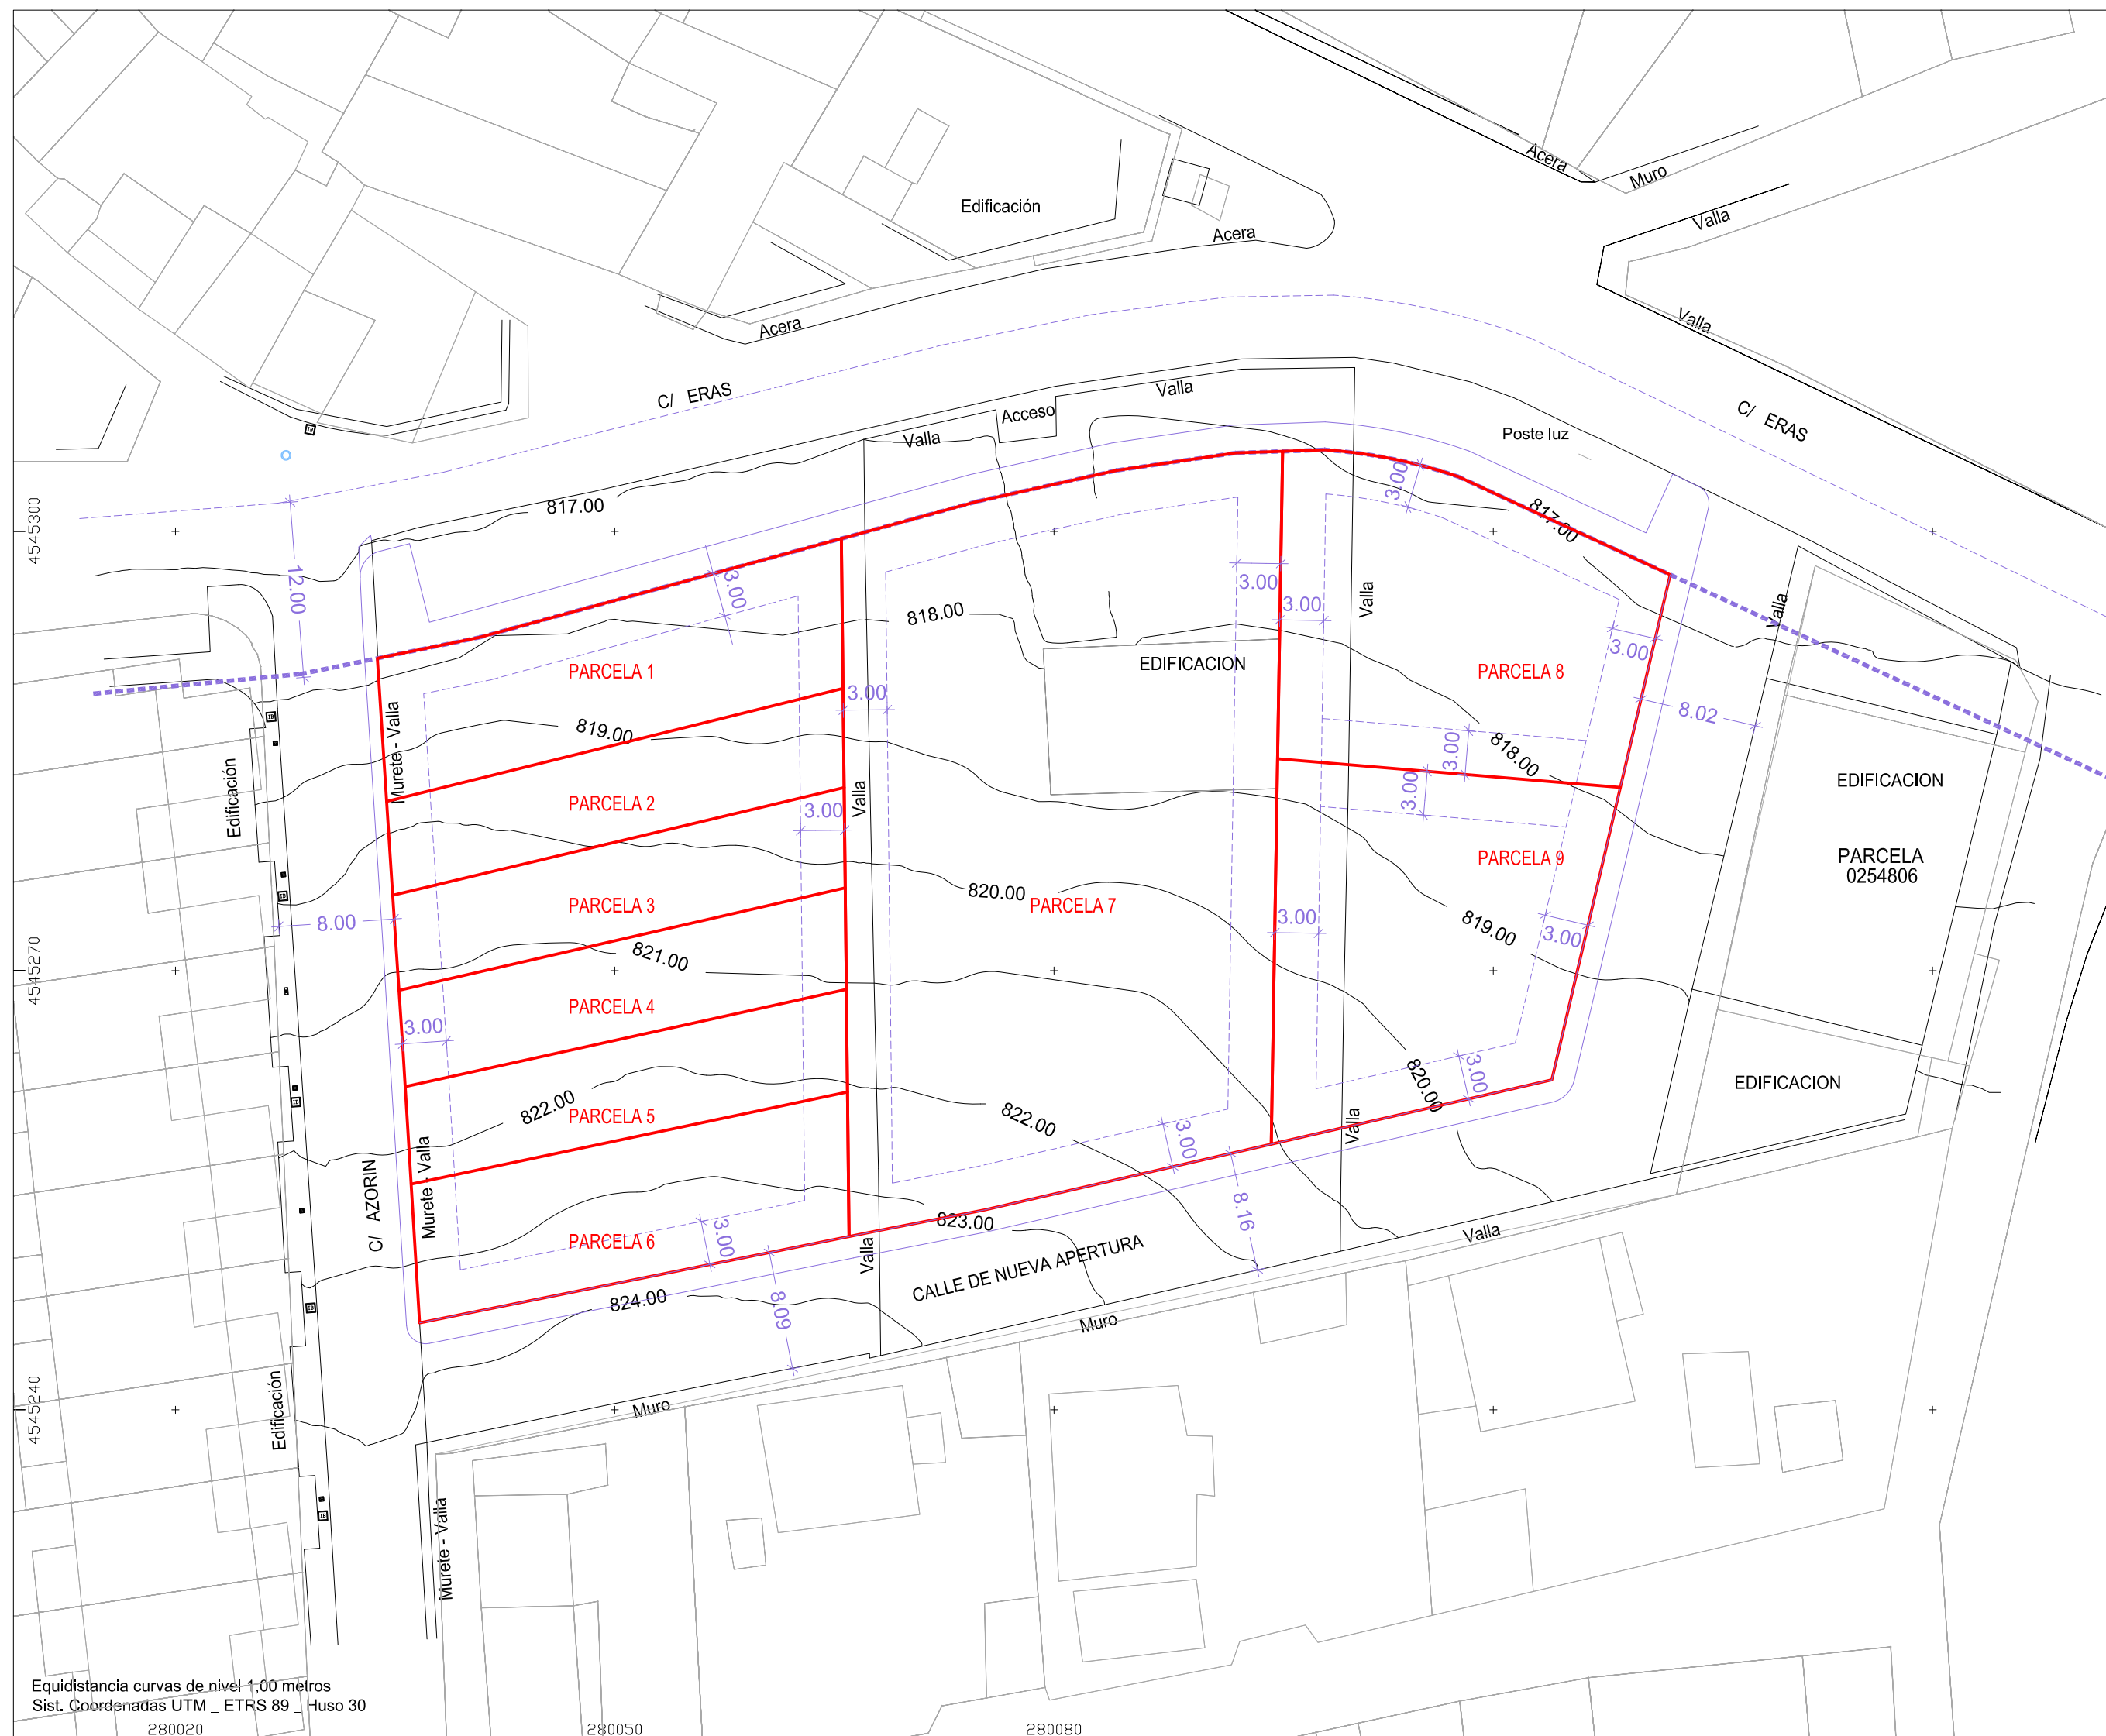 Acera
Muro
Valla
Edificación
Acera
Valla
Acera
C/ ERAS
Valla
Acceso
C/ ERAS
Valla
Poste luz
3.00
4545300
817.00
817.00
12.00
3.00
3.00
3.00
818.00
Valla
Valla
3.00
PARCELA 1
EDIFICACION
PARCELA 8
3.00
8.02
Murete - Valla
819.00
818.00
3.00
EDIFICACION
Edificación
PARCELA 2
3.00
Valla
3.00
PARCELA 9
PARCELA
0254806
820.00
PARCELA 3
PARCELA 7
8.00
3.00
819.00
3.00
4545270
821.00
PARCELA 4
3.00
3.00
820.00
EDIFICACION
822.00
PARCELA 5
822.00
Valla
3.00
Murete - Valla
C/ AZORIN
8.16
823.00
Valla
PARCELA 6
3.00
Valla
CALLE DE NUEVA APERTURA
824.00
8.09
Muro
4545240
Edificación
Muro
Murete - Valla
Equidistancia curvas de nivel 1,00 metros
Sist. Coordenadas UTM _ ETRS 89 _ Huso 30
280020
280050
280080